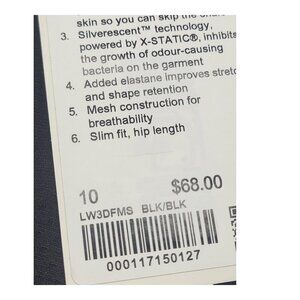 skin so you can skip the
3. Silverescent™ technology,
powered by X-STATIC®, inhibits
the growth of odour-causing
bacteria on the garment
4. Added elastane improves stretch
and shape retention
5. Mesh construction for
breathability
6. Slim fit, hip length
10 $68.00
LW3DFMS BLK/BLK
000117150127